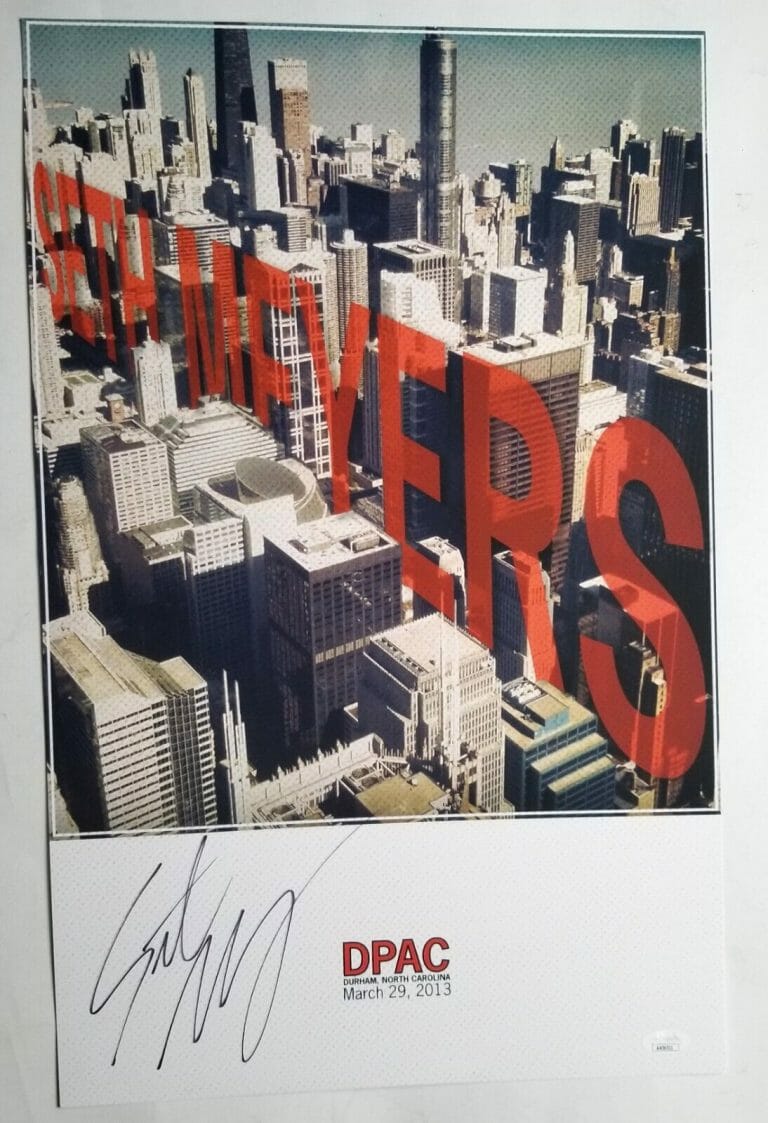 SETH MEYERS
DPAC
DURHAM, NORTH CAROLINA
March 29, 2013